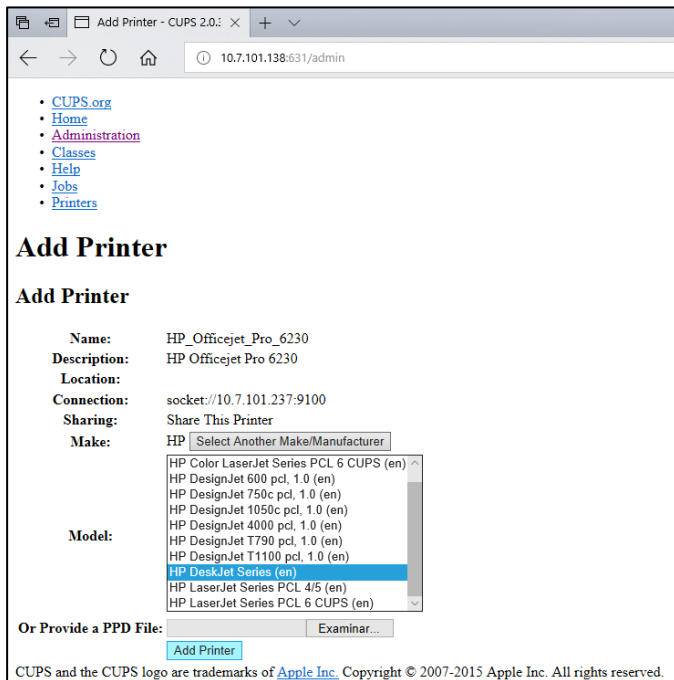 Add Printer - CUPS 2.0.:
10.7.101.138:631/admin
CUPS.org
Home
Administration
Classes
Help
Jobs
Printers
Add Printer
Add Printer
Name: HP_Officejet_Pro_6230
Description: HP Officejet Pro 6230
Location:
Connection: socket://10.7.101.237:9100
Sharing: Share This Printer
Make: HP Select Another Make/Manufacturer
HP Color LaserJet Series PCL 6 CUPS (en)
HP DesignJet 600 pcl, 1.0 (en)
HP DesignJet 750c pcl, 1.0 (en)
HP DesignJet 1050c pcl, 1.0 (en)
HP DesignJet 4000 pcl, 1.0 (en)
Model: HP DesignJet T790 pcl, 1.0 (en)
HP DesignJet T1100 pcl, 1.0 (en)
HP DeskJet Series (en)
HP LaserJet Series PCL 4/5 (en)
HP LaserJet Series PCL 6 CUPS (en)
Or Provide a PPD File: Examinar...
Add Printer
CUPS and the CUPS logo are trademarks of Apple Inc. Copyright © 2007-2015 Apple Inc. All rights reserved.